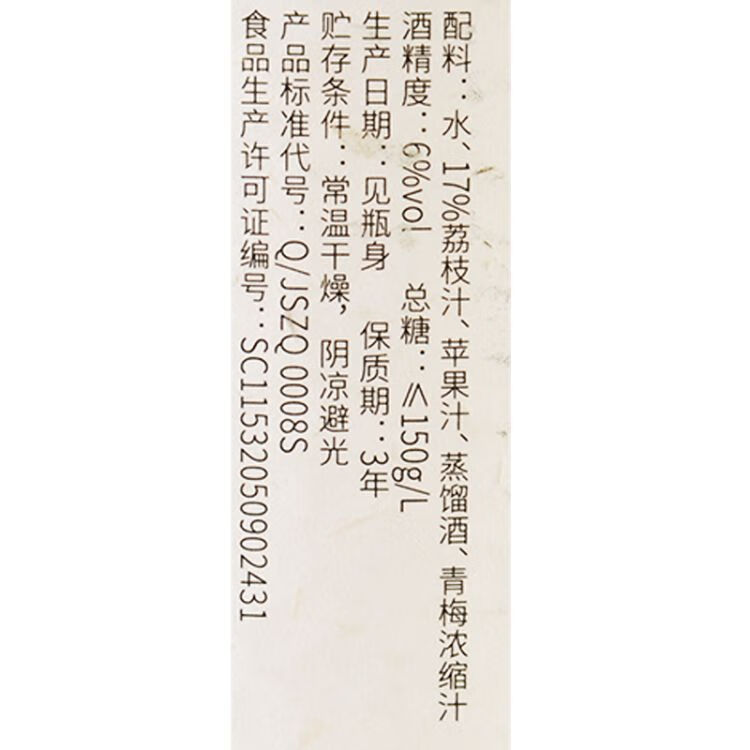 配料：水、17%荔枝汁、苹果汁、蒸馏酒、青梅浓缩汁
酒精度：6%vol 总糖：≤150g/L
生产日期：见瓶身 保质期：3年
贮存条件：常温干燥，阴凉避光
产品标准代号：Q/JSZQ 0008S
食品生产许可证编号：SC11532050902431